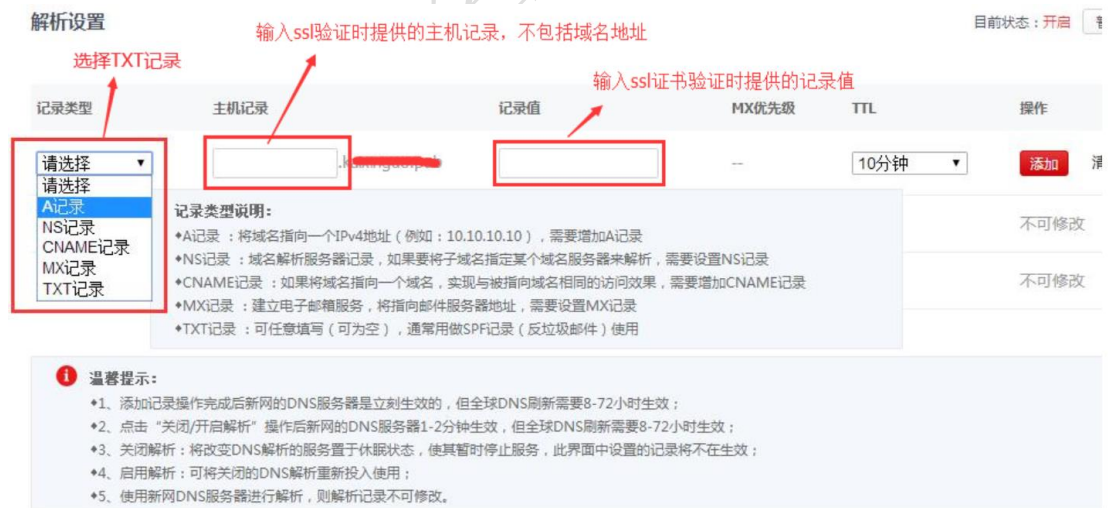 解析设置
输入ssl验证时提供的主机记录，不包括域名地址
目前状态：开启
选择TXT记录
输入ssl证书验证时提供的记录值
记录类型 主机记录 记录值 MX优先级 TTL 操作
请选择 -- 10分钟 添加
请选择
A记录
NS记录
CNAME记录
MX记录
TXT记录
记录类型说明：
◆A记录 ：将域名指向一个IPv4地址（例如：10.10.10.10），需要增加A记录
不可修改
◆NS记录 ：域名解析服务器记录，如果要将子域名指定某个域名服务器来解析，需要设置NS记录
◆CNAME记录 ：如果将域名指向一个域名，实现与被指向域名相同的访问效果，需要增加CNAME记录
不可修改
◆MX记录 ：建立电子邮箱服务，将指向邮件服务器地址，需要设置MX记录
◆TXT记录 ：可任意填写（可为空），通常用做SPF记录（反垃圾邮件）使用
温馨提示：
◆1、添加记录操作完成后新网的DNS服务器是立刻生效的，但全球DNS刷新需要8-72小时生效；
◆2、点击“关闭/开启解析”操作后新网的DNS服务器1-2分钟生效，但全球DNS刷新需要8-72小时生效；
◆3、关闭解析：将改变DNS解析的服务置于休眠状态，使其暂时停止服务，此界面中设置的记录将不在生效；
◆4、启用解析：可将关闭的DNS解析重新投入使用；
◆5、使用新网DNS服务器进行解析，则解析记录不可修改。